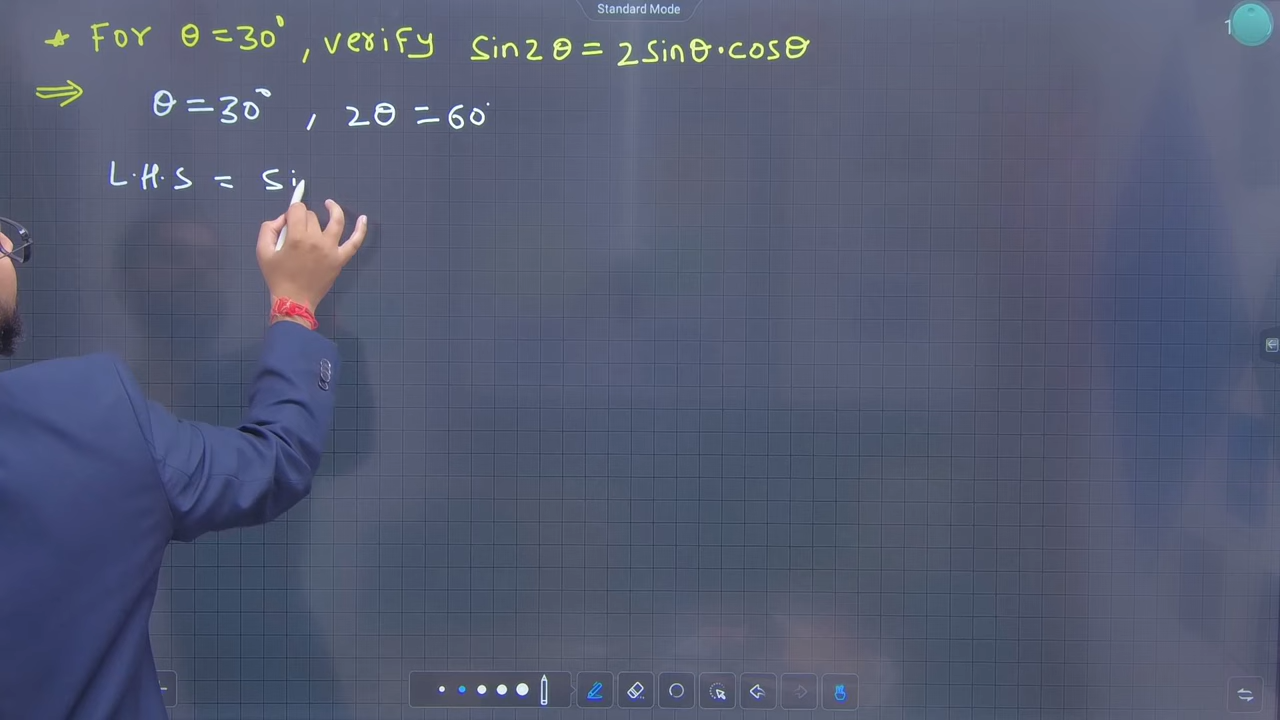 Standard Mode
* For θ = 30°, verify sin2θ = 2sinθ·cosθ
⇒ θ = 30°, 2θ = 60°
L.H.S = Si